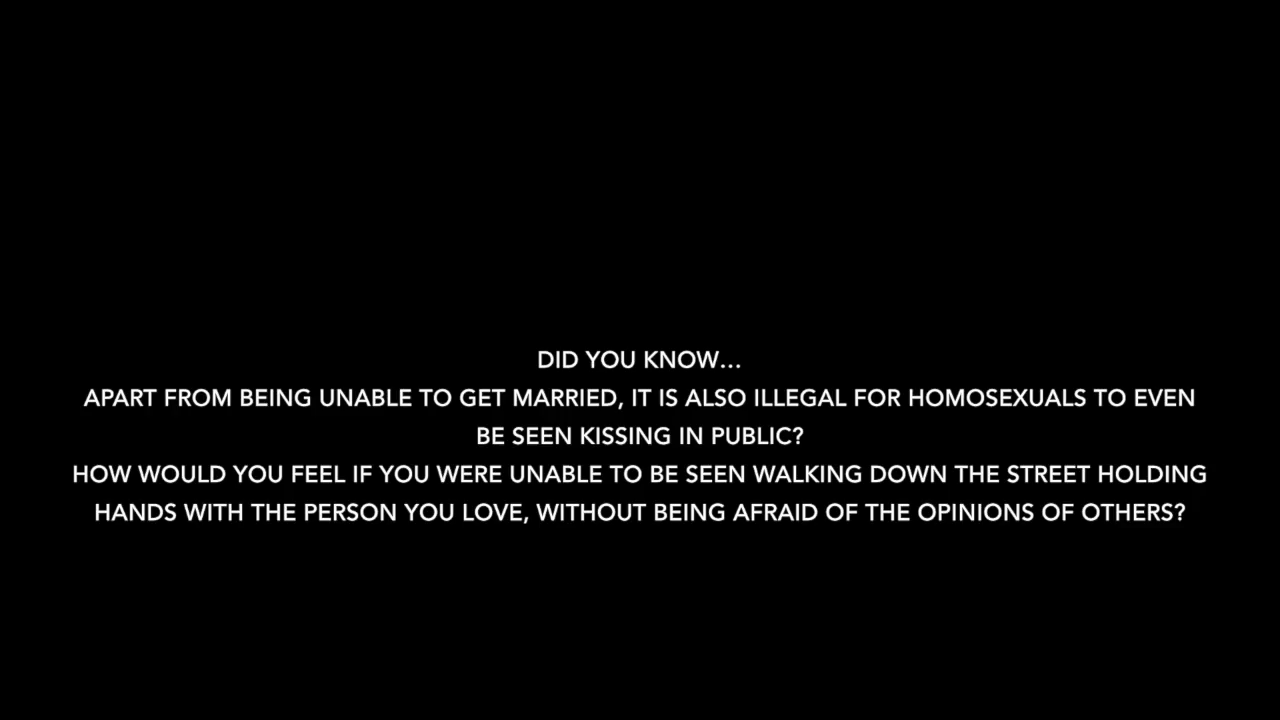 DID YOU KNOW...
APART FROM BEING UNABLE TO GET MARRIED, IT IS ALSO ILLEGAL FOR HOMOSEXUALS TO EVEN
BE SEEN KISSING IN PUBLIC?
HOW WOULD YOU FEEL IF YOU WERE UNABLE TO BE SEEN WALKING DOWN THE STREET HOLDING
HANDS WITH THE PERSON YOU LOVE, WITHOUT BEING AFRAID OF THE OPINIONS OF OTHERS?